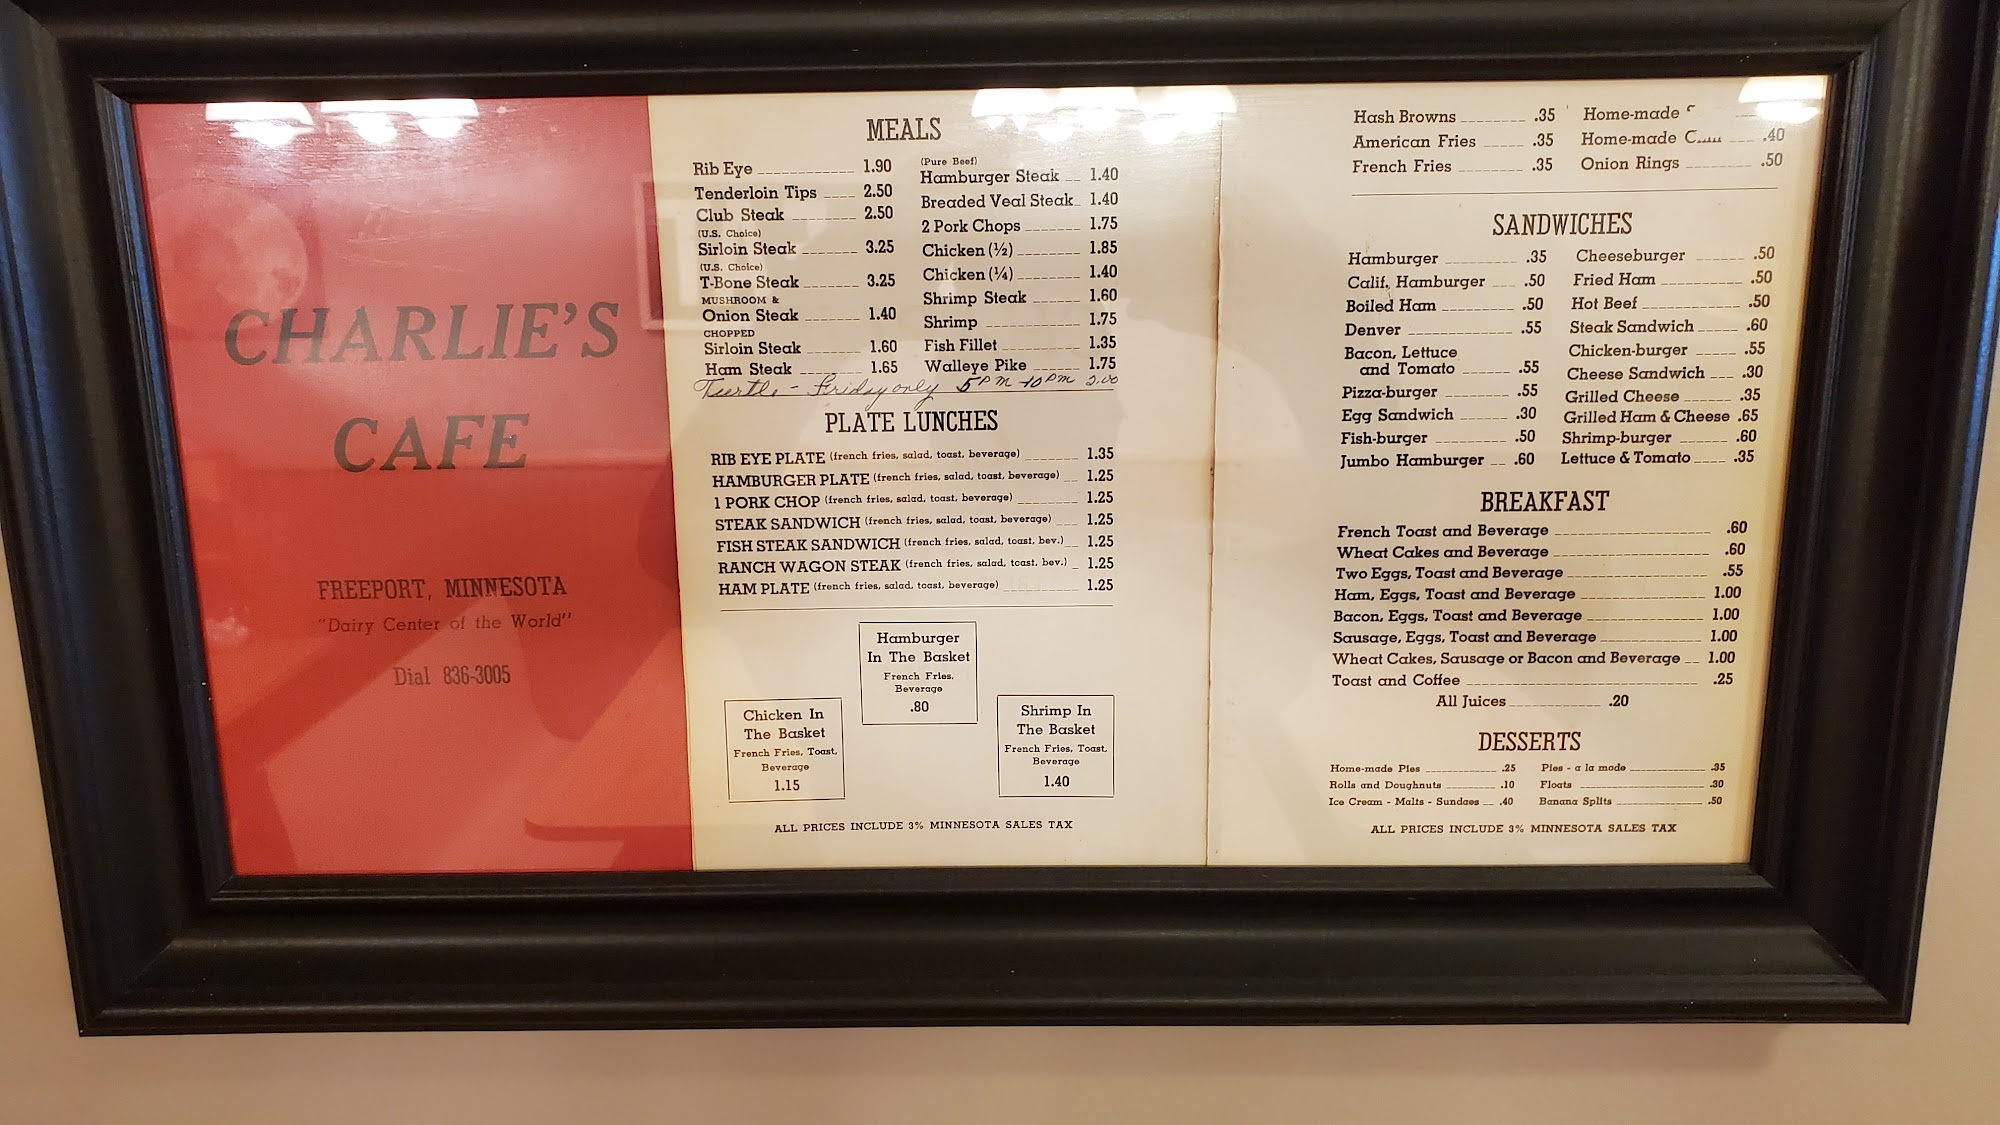 CHARLIE'S
CAFE
FREEPORT, MINNESOTA
"Dairy Center of the World"
Dial 836-3005
MEALS
Rib Eye 1.90
Tenderloin Tips 2.50
Club Steak 2.50
(U.S. Choice)
Sirloin Steak 3.25
(U.S. Choice)
T-Bone Steak 3.25
MUSHROOM &
Onion Steak 1.40
CHOPPED
Sirloin Steak 1.60
Ham Steak 1.65
(Pure Beef)
Hamburger Steak 1.40
Breaded Veal Steak 1.40
2 Pork Chops 1.75
Chicken (½) 1.85
Chicken (¼) 1.40
Shrimp Steak 1.60
Shrimp 1.75
Fish Fillet 1.35
Walleye Pike 1.75
Turtle - Friday only 5PM-10PM 2.00
PLATE LUNCHES
RIB EYE PLATE (french fries, salad, toast, beverage) 1.35
HAMBURGER PLATE (french fries, salad, toast, beverage) 1.25
1 PORK CHOP (french fries, salad, toast, beverage) 1.25
STEAK SANDWICH (french fries, salad, toast, beverage) 1.25
FISH STEAK SANDWICH (french fries, salad, toast, bev.) 1.25
RANCH WAGON STEAK (french fries, salad, toast, bev.) 1.25
HAM PLATE (french fries, salad, toast, beverage) 1.25
Hamburger
In The Basket
French Fries,
Beverage
.80
Chicken In
The Basket
French Fries, Toast,
Beverage
1.15
Shrimp In
The Basket
French Fries, Toast,
Beverage
1.40
ALL PRICES INCLUDE 3% MINNESOTA SALES TAX
Hash Browns .35
American Fries .35
French Fries .35
Home-made
Home-made .40
Onion Rings .50
SANDWICHES
Hamburger .35
Calif. Hamburger .50
Boiled Ham .50
Denver .55
Bacon, Lettuce
and Tomato .55
Pizza-burger .55
Egg Sandwich .30
Fish-burger .50
Jumbo Hamburger .60
Cheeseburger .50
Fried Ham .50
Hot Beef .50
Steak Sandwich .60
Chicken-burger .55
Cheese Sandwich .30
Grilled Cheese .35
Grilled Ham & Cheese .65
Shrimp-burger .60
Lettuce & Tomato .35
BREAKFAST
French Toast and Beverage .60
Wheat Cakes and Beverage .60
Two Eggs, Toast and Beverage .55
Ham, Eggs, Toast and Beverage 1.00
Bacon, Eggs, Toast and Beverage 1.00
Sausage, Eggs, Toast and Beverage 1.00
Wheat Cakes, Sausage or Bacon and Beverage 1.00
Toast and Coffee .25
All Juices .20
DESSERTS
Home-made Pies .25
Rolls and Doughnuts .10
Ice Cream - Malts - Sundaes .40
Pies - a la mode .35
Floats .30
Banana Splits .50
ALL PRICES INCLUDE 3% MINNESOTA SALES TAX